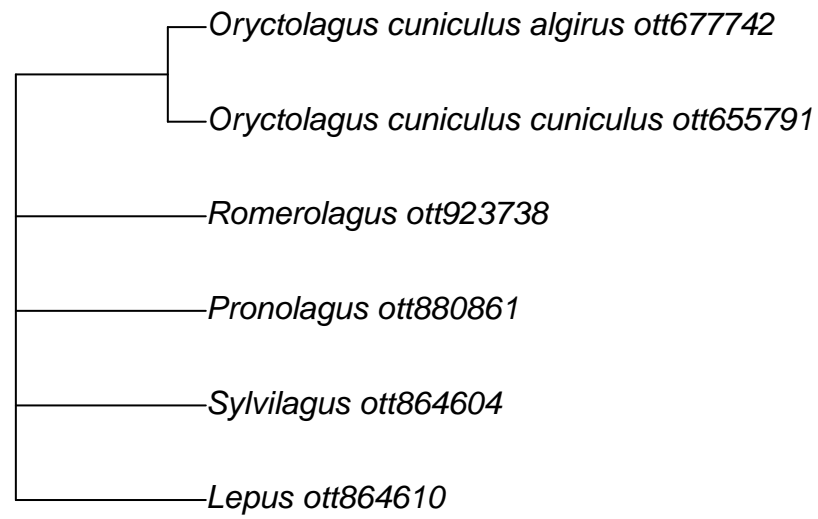 Oryctolagus cuniculus algirus ott677742
Oryctolagus cuniculus cuniculus ott655791
Romerolagus ott923738
Pronolagus ott880861
Sylvilagus ott864604
Lepus ott864610